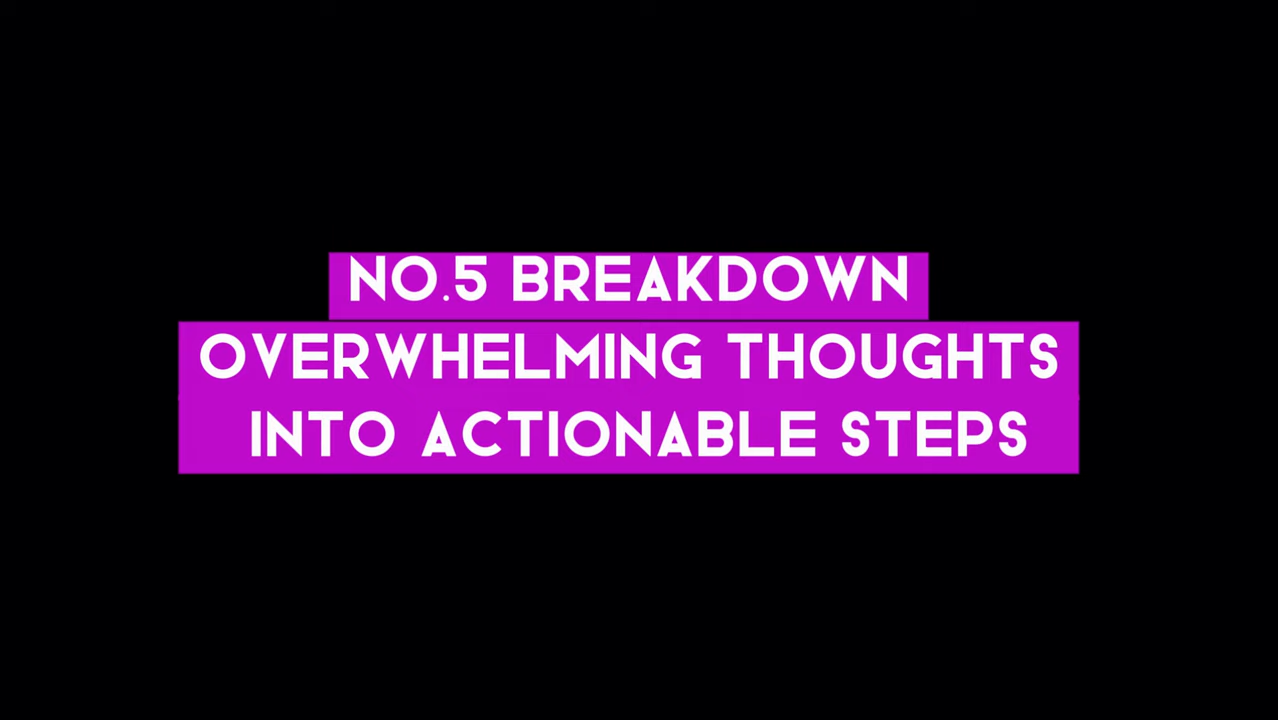 NO.5 BREAKDOWN
OVERWHELMING THOUGHTS
INTO ACTIONABLE STEPS